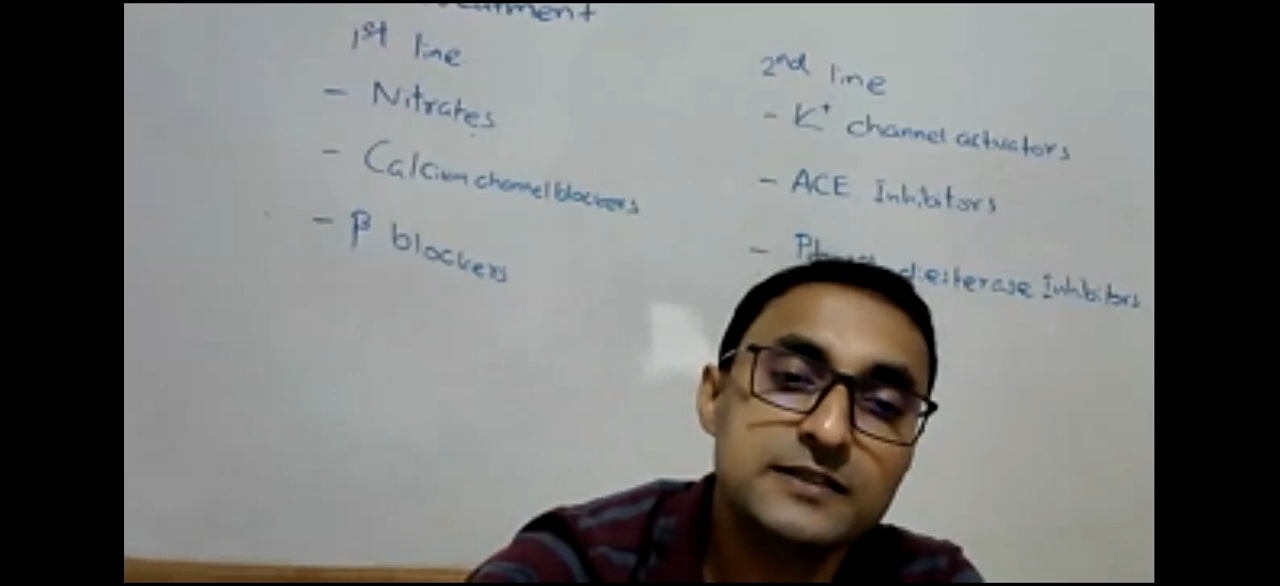 1st line
- Nitrates
- Calcium channel blockers
- β blockers
2nd line
- K+ channel activators
- ACE Inhibitors
- diesterase Inhibitors